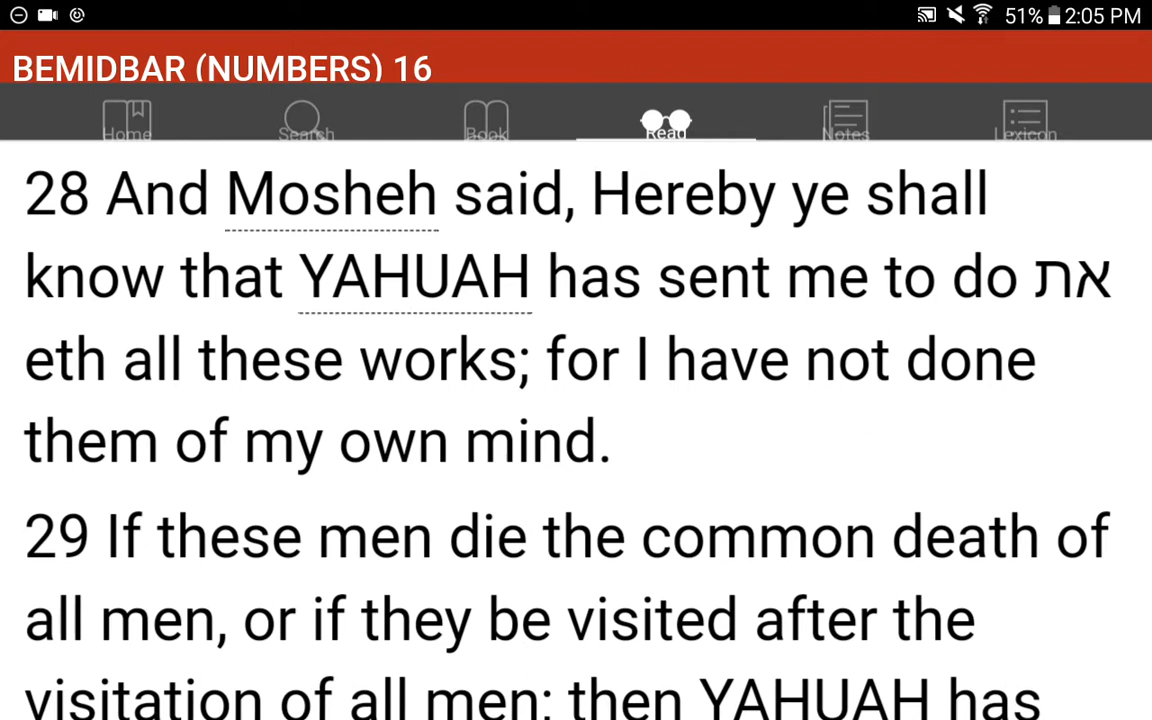 51% 2:05 PM
BEMIDBAR (NUMBERS) 16
Home Search Book Read Notes Lexicon
28 And Mosheh said, Hereby ye shall
know that YAHUAH has sent me to do את
eth all these works; for I have not done
them of my own mind.
29 If these men die the common death of
all men, or if they be visited after the
visitation of all men; then YAHUAH has